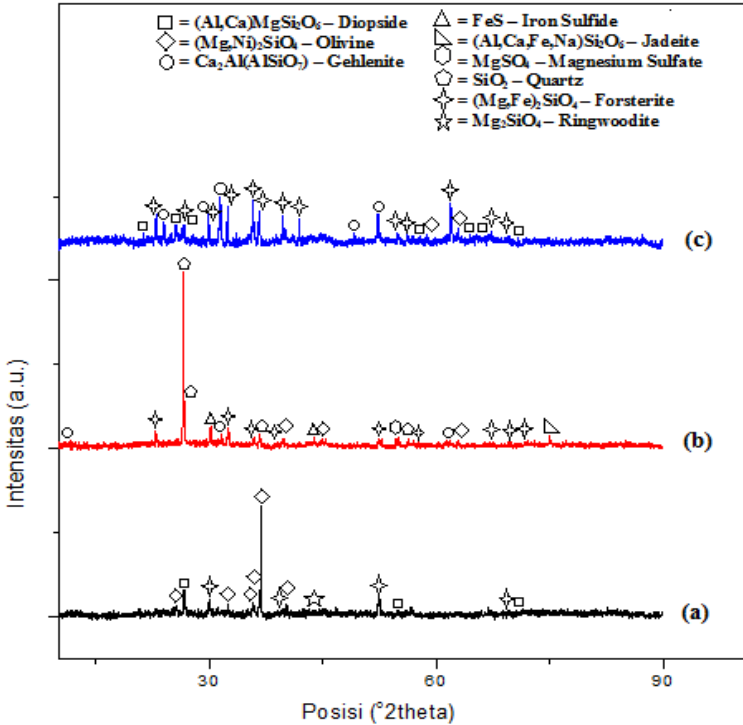 = (Al,Ca)MgSi₂O₆ – Diopside
= (Mg,Ni)₂SiO₄ – Olivine
= Ca₂Al(AlSiO₇) – Gehlenite
= FeS – Iron Sulfide
= (Al,Ca,Fe,Na)Si₂O₆ – Jadeite
= MgSO₄ – Magnesium Sulfate
= SiO₂ – Quartz
= (Mg,Fe)₂SiO₄ – Forsterite
= Mg₂SiO₄ – Ringwoodite
(c)
(b)
(a)
Intensitas (a.u.)
30
60
90
Posisi (°2theta)